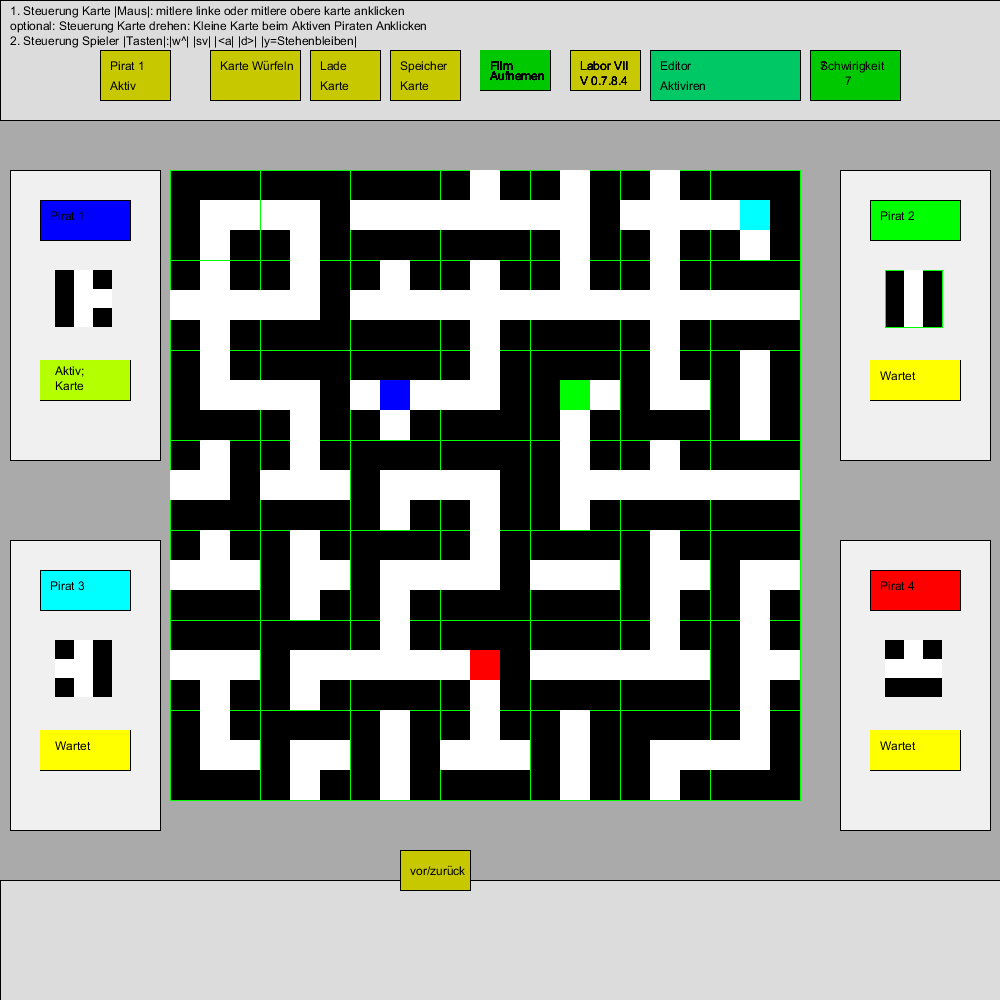 1. Steuerung Karte |Maus|: mitlere linke oder mitlere obere karte anklicken
optional: Steuerung Karte drehen: Kleine Karte beim Aktiven Piraten Anklicken
2. Steuerung Spieler |Tasten|:|w^| |sv| |<a| |d>| |y=Stehenbleiben|
Pirat 1
Aktiv
Karte Würfeln
Lade
Karte
Speicher
Karte
Film
Aufnemen
Labor VII
V 0.7.8.4
Editor
Aktiviren
Schwirigkeit
7
Pirat 1
Aktiv;
Karte
Pirat 2
Wartet
Pirat 3
Wartet
Pirat 4
Wartet
vor/zurück